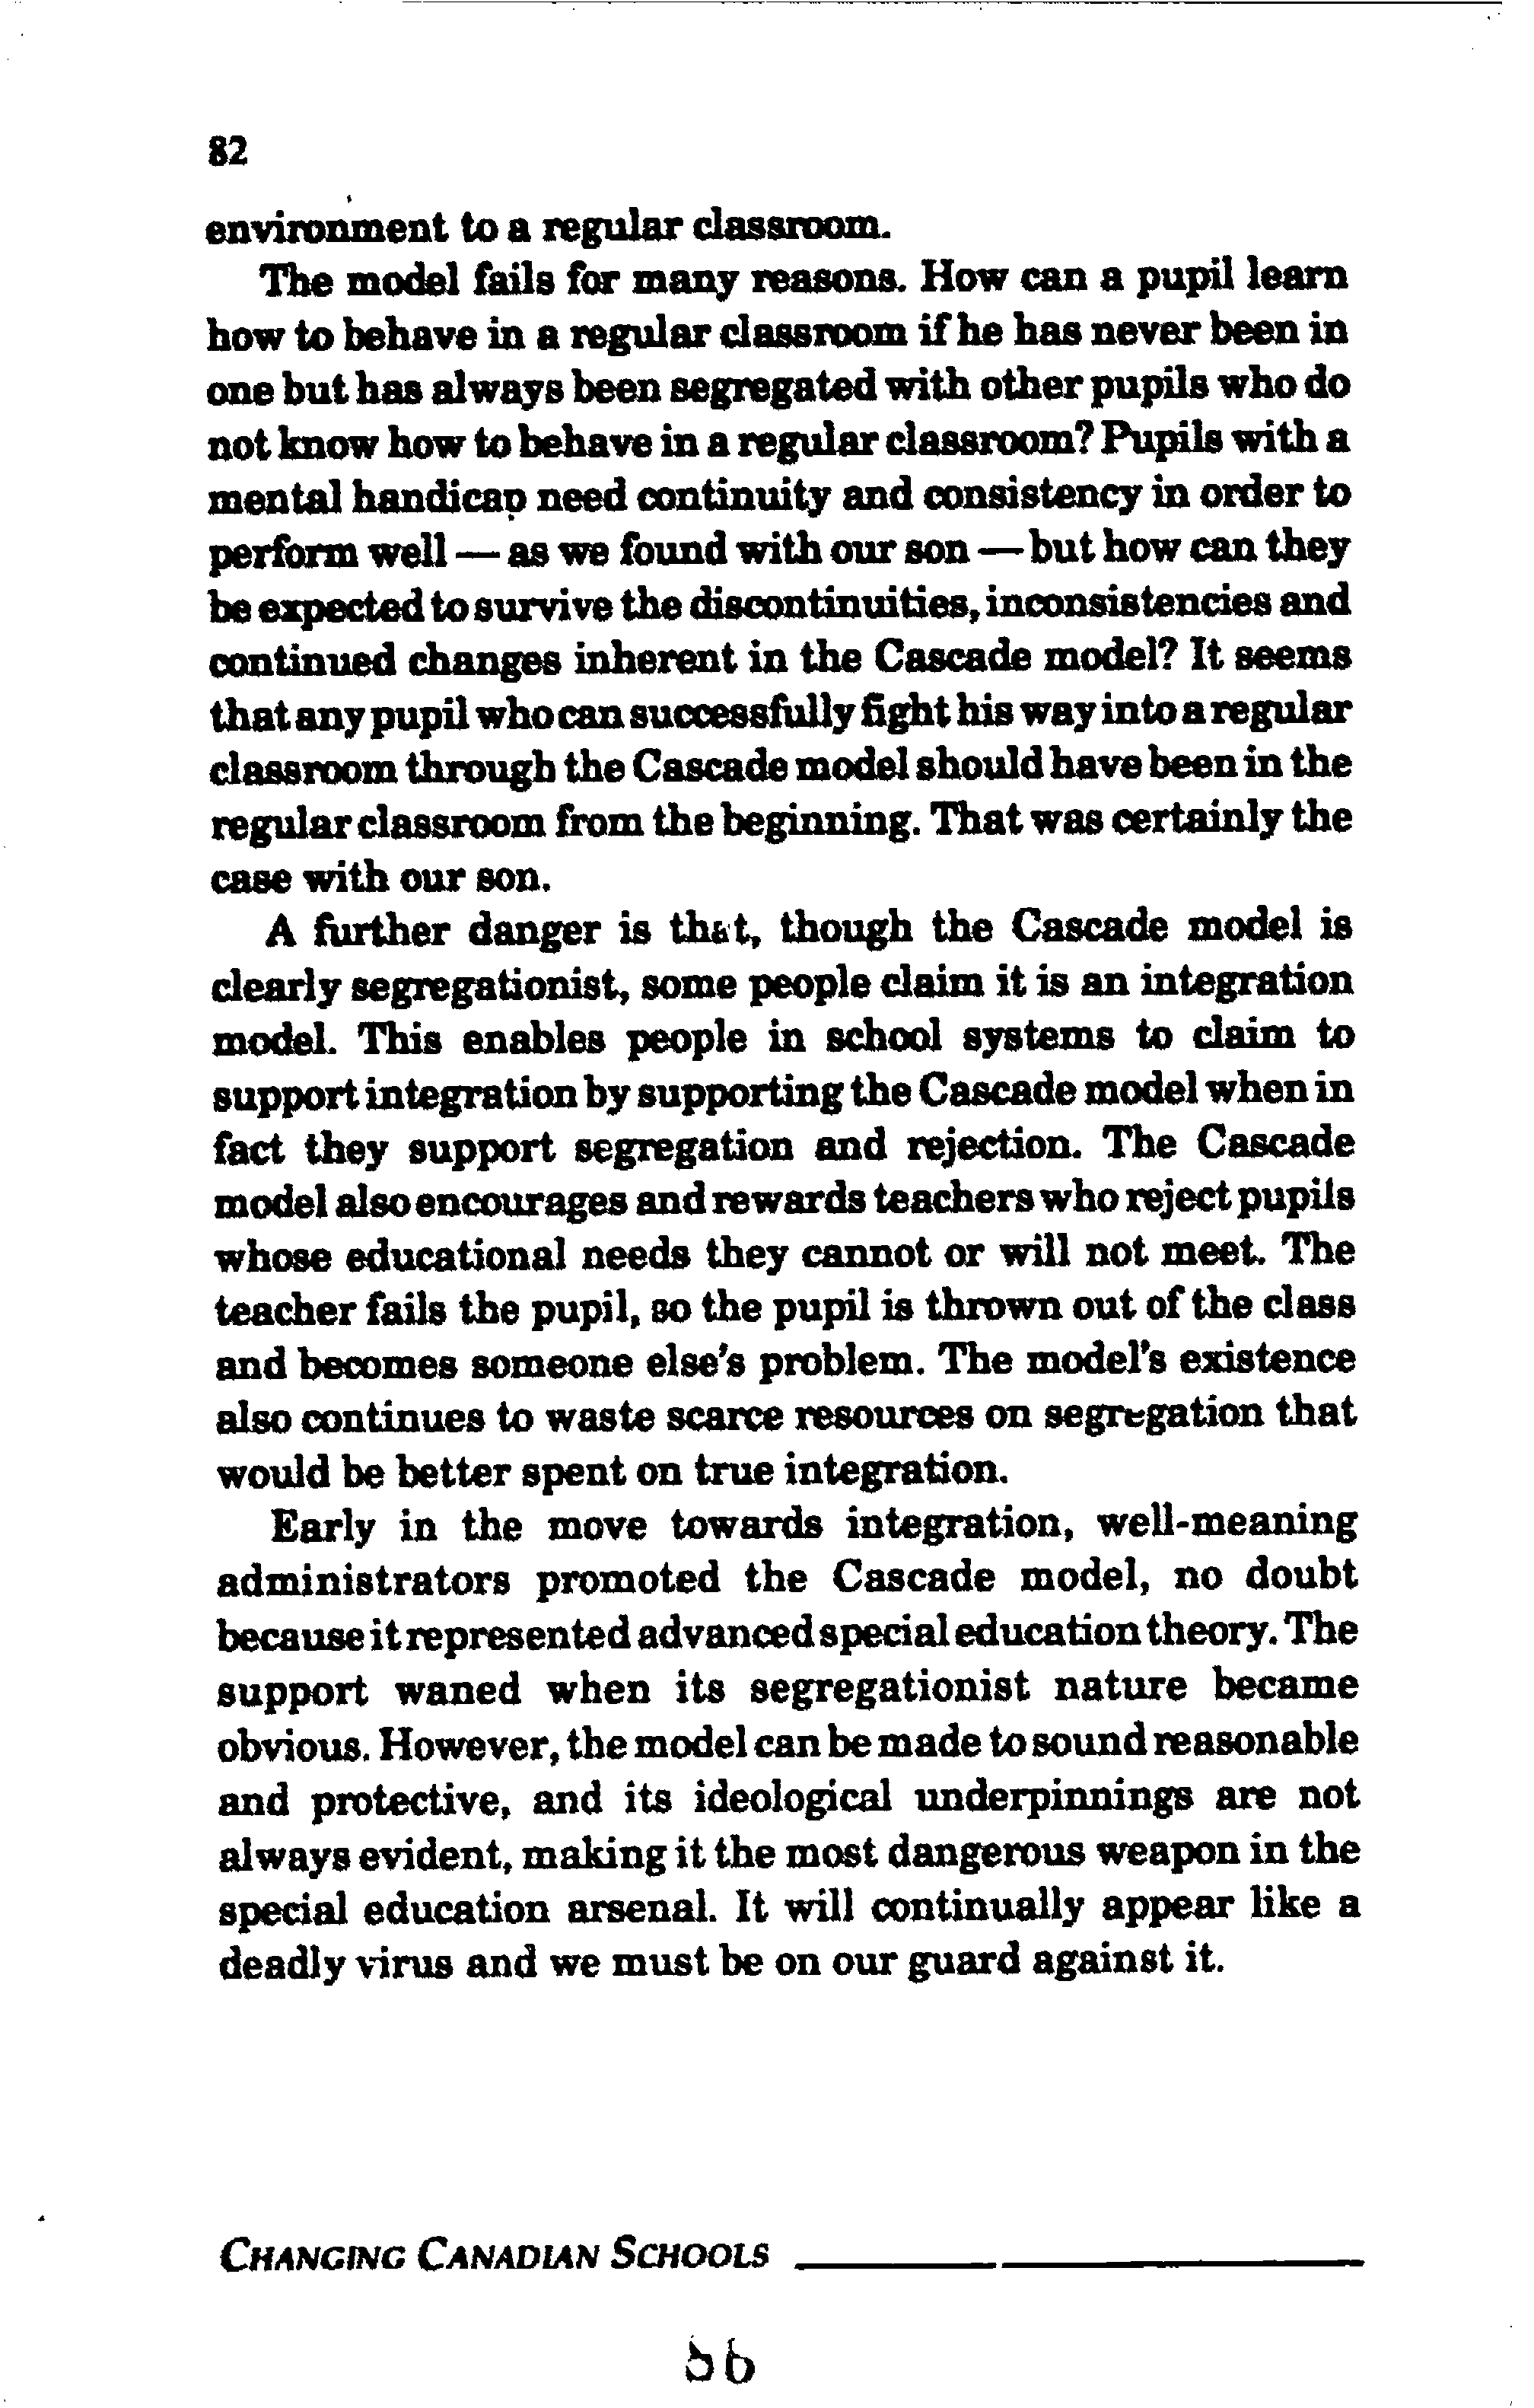 82
environment to a regular classroom.
The model fails for many reasons. How can a pupil learn
how to behave in a regular classroom if he has never been in
one but has always been segregated with other pupils who do
not know how to behave in a regular classroom? Pupils with a
mental handicap need continuity and consistency in order to
perform well — as we found with our son — but how can they
be expected to survive the discontinuities, inconsistencies and
continued changes inherent in the Cascade model? It seems
that any pupil who can successfully fight his way into a regular
classroom through the Cascade model should have been in the
regular classroom from the beginning. That was certainly the
case with our son.
A further danger is that, though the Cascade model is
clearly segregationist, some people claim it is an integration
model. This enables people in school systems to claim to
support integration by supporting the Cascade model when in
fact they support segregation and rejection. The Cascade
model also encourages and rewards teachers who reject pupils
whose educational needs they cannot or will not meet. The
teacher fails the pupil, so the pupil is thrown out of the class
and becomes someone else's problem. The model's existence
also continues to waste scarce resources on segregation that
would be better spent on true integration.
Early in the move towards integration, well-meaning
administrators promoted the Cascade model, no doubt
because it represented advanced special education theory. The
support waned when its segregationist nature became
obvious. However, the model can be made to sound reasonable
and protective, and its ideological underpinnings are not
always evident, making it the most dangerous weapon in the
special education arsenal. It will continually appear like a
deadly virus and we must be on our guard against it.
CHANGING CANADIAN SCHOOLS